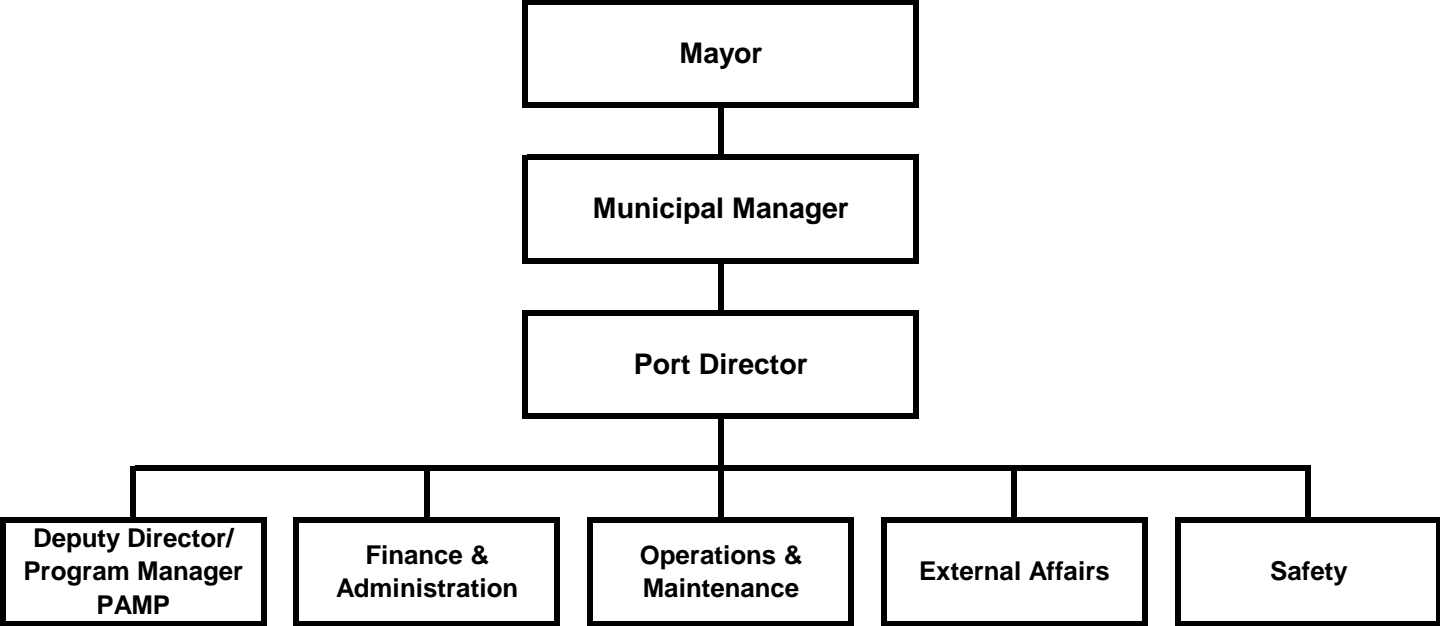 Mayor
Municipal Manager
Port Director
Deputy Director/
Program Manager
PAMP
Finance &
Administration
Operations &
Maintenance
External Affairs
Safety